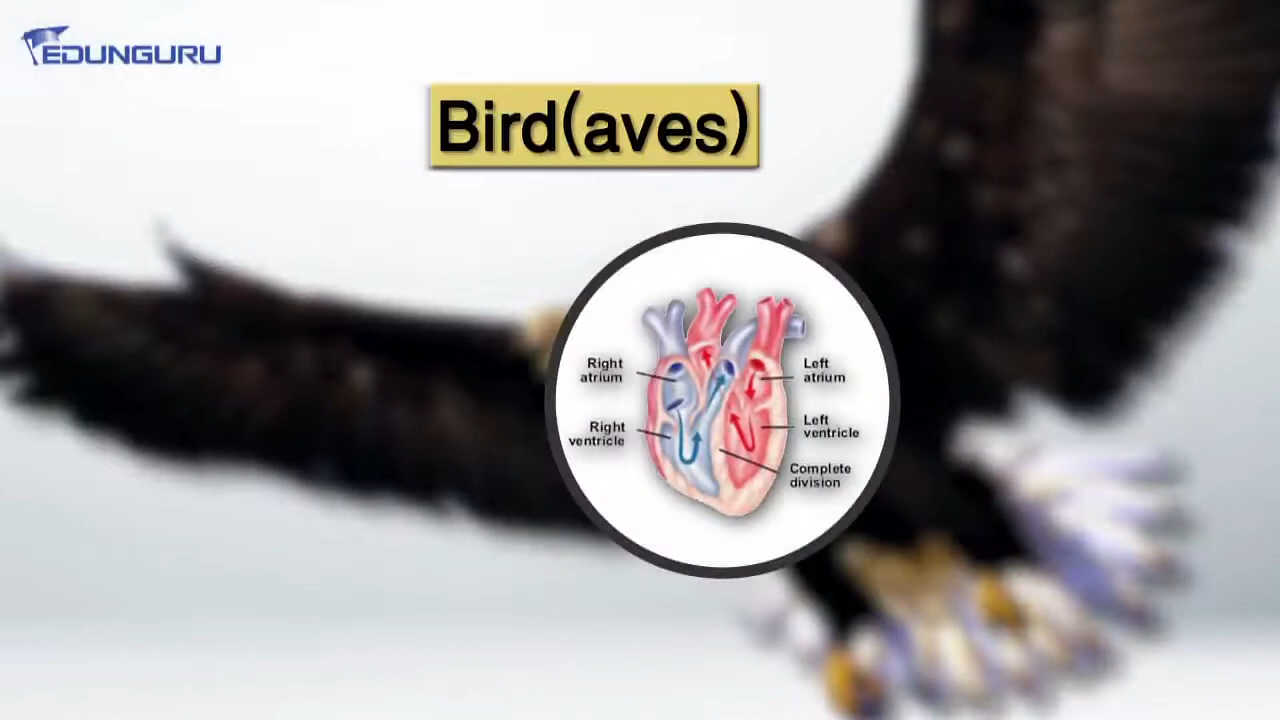 EDUNGURU
Bird(aves)
Right
atrium
Left
atrium
Right
ventricle
Left
ventricle
Complete
division